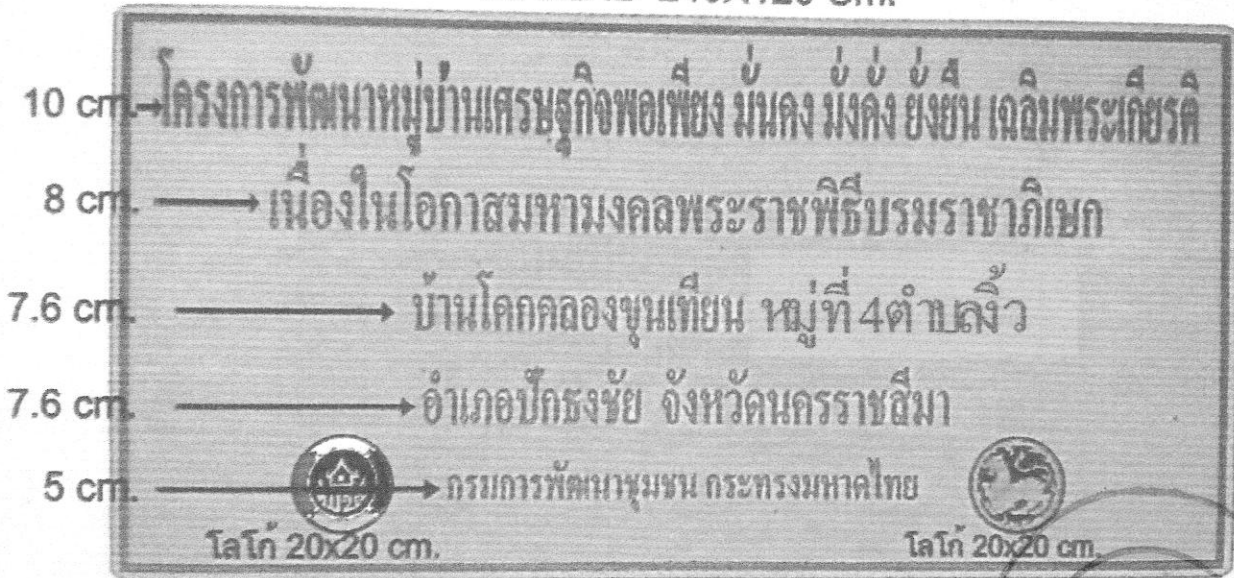 10 cm. โครงการพัฒนาหมู่บ้านเศรษฐกิจพอเพียง มั่นคง มั่งคั่ง ยั่งยืน เฉลิมพระเกียรติ
8 cm. เนื่องในโอกาสมหามงคลพระราชพิธีบรมราชาภิเษก
7.6 cm. บ้านโคกคลองขุนเทียน หมู่ที่ 4ตำบลงิ้ว
7.6 cm. อำเภอปักธงชัย จังหวัดนครราชสีมา
5 cm. กรมการพัฒนาชุมชน กระทรวงมหาดไทย
โลโก้ 20x20 cm. โลโก้ 20x20 cm.